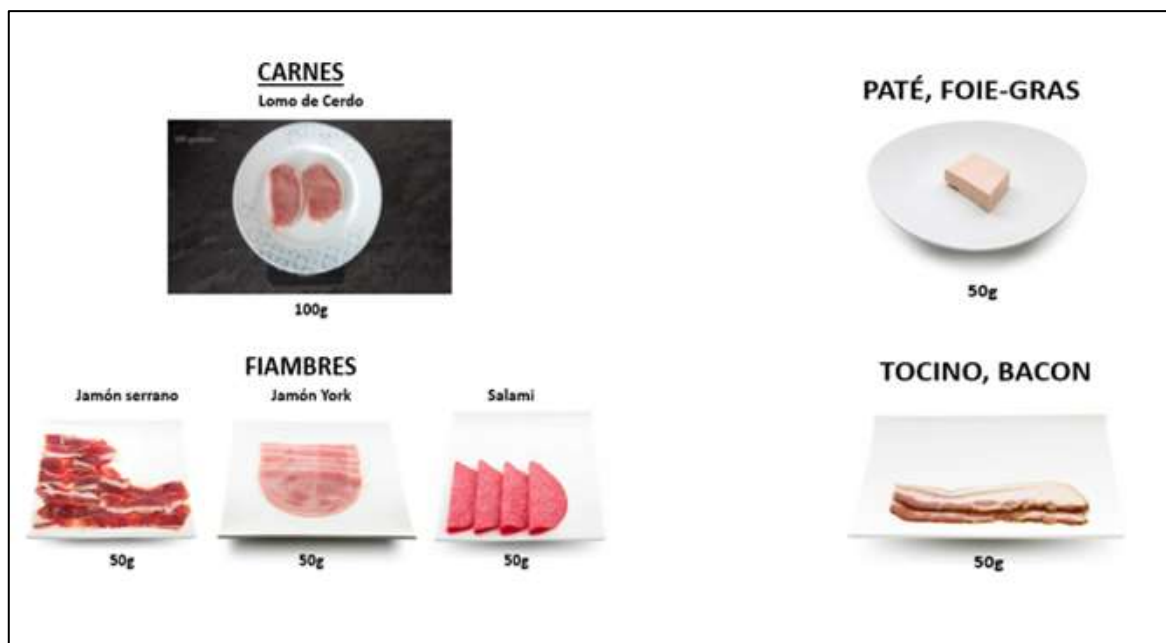 CARNES
Lomo de Cerdo
100g
PATÉ, FOIE-GRAS
50g
FIAMBRES
Jamón serrano
Jamón York
Salami
50g
50g
50g
TOCINO, BACON
50g